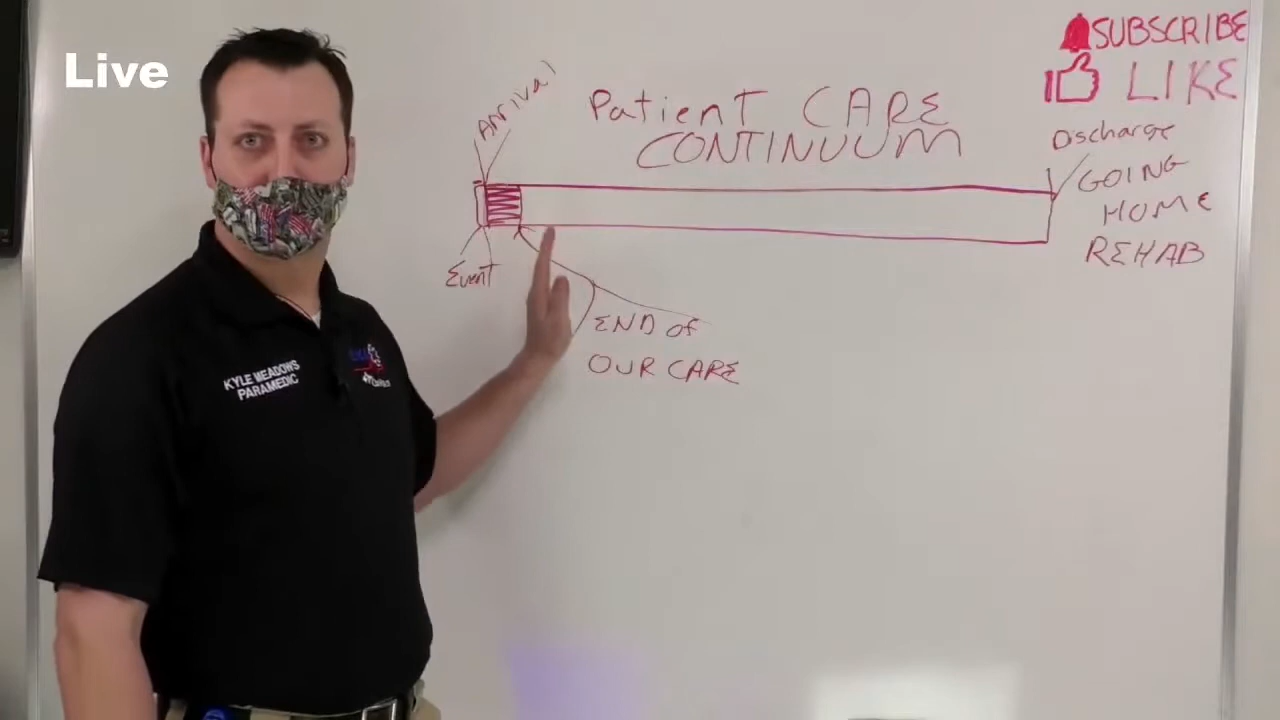 Live
SUBSCRIBE
LIKE
Arrival
Patient CARE
CONTINUUM
Discharge
GOING
HOME
REHAB
Event
END of
OUR CARE
KYLE MEADOWS
PARAMEDIC